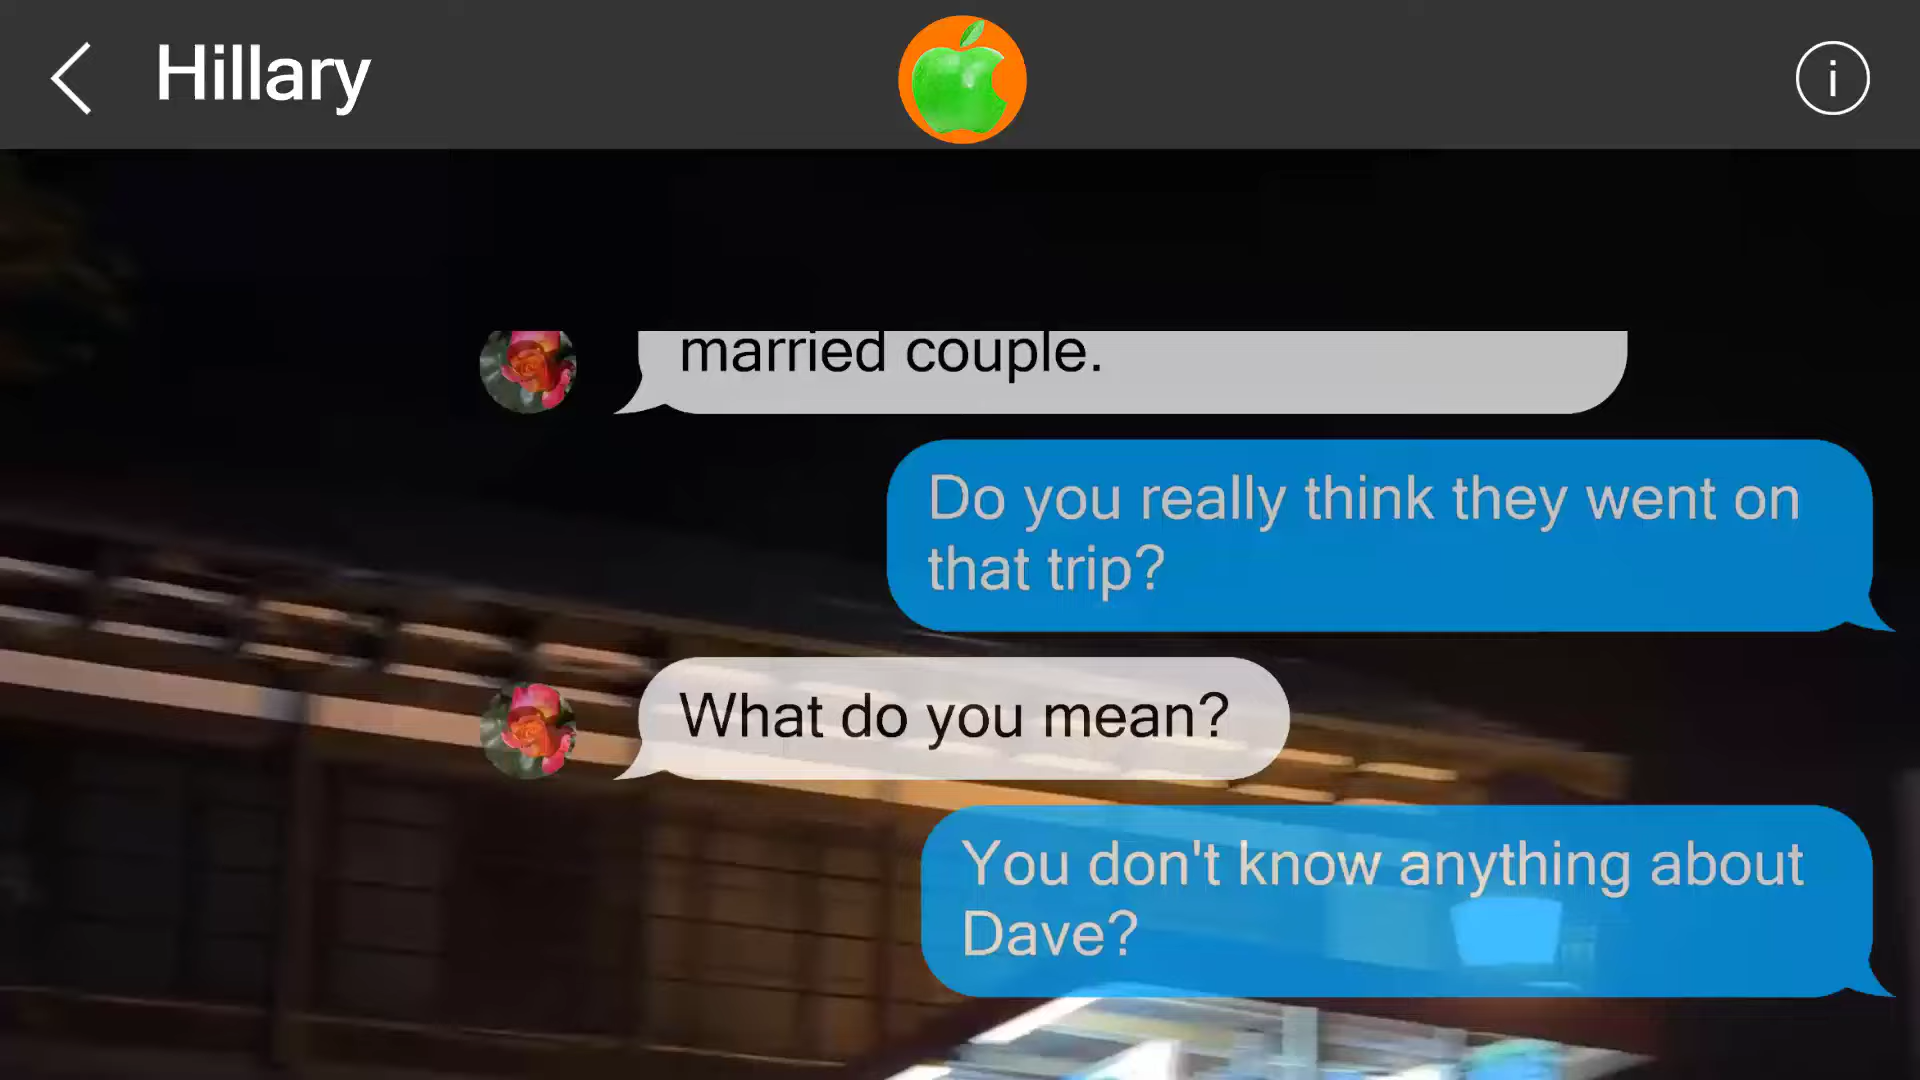 Hillary
i
married couple.
Do you really think they went on
that trip?
What do you mean?
You don't know anything about
Dave?